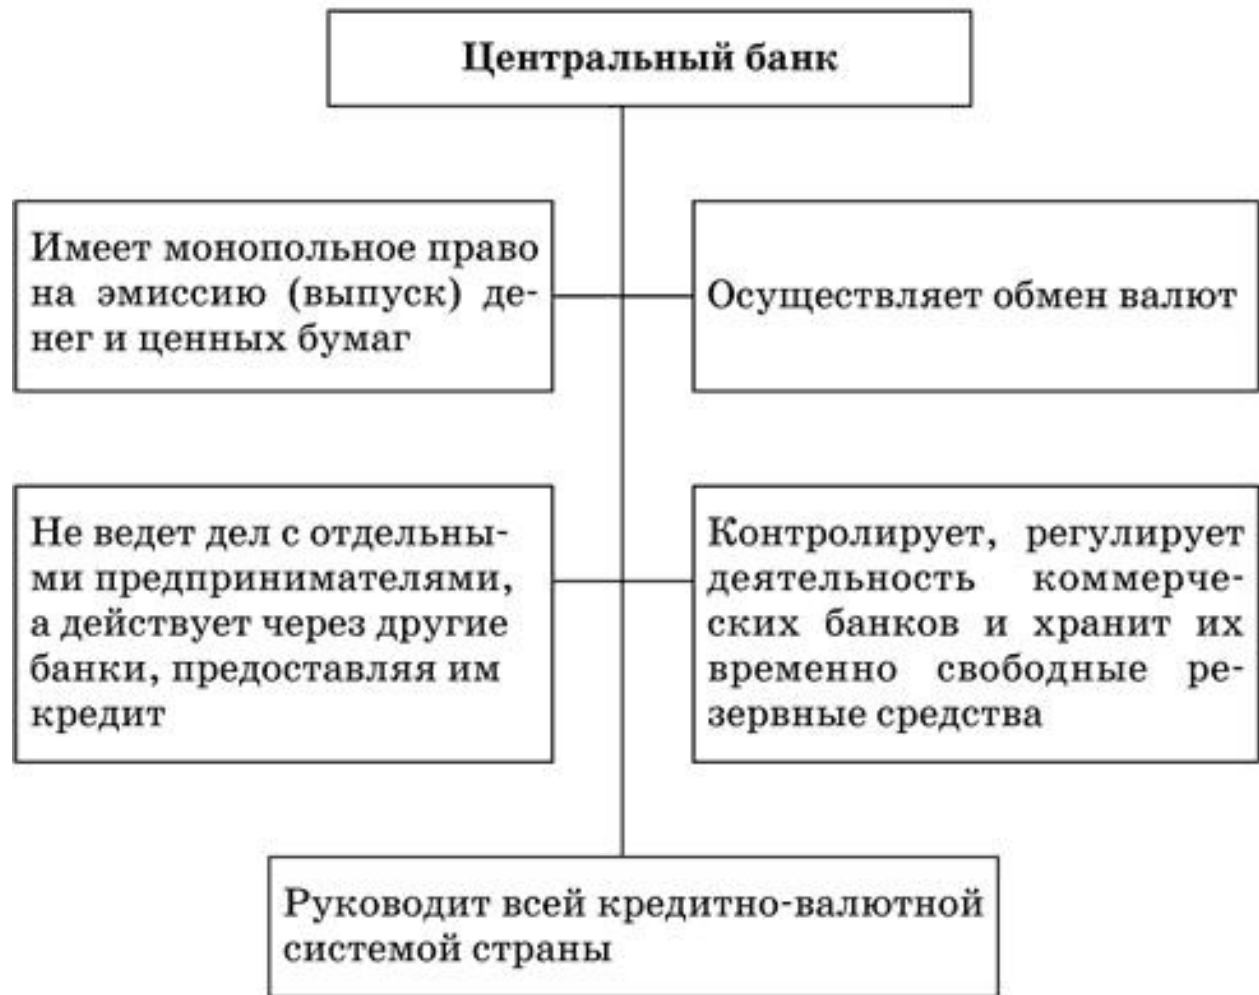 Центральный банк
Имеет монопольное право
на эмиссию (выпуск) де-
нег и ценных бумаг
Осуществляет обмен валют
Не ведет дел с отдельны-
ми предпринимателями,
а действует через другие
банки, предоставляя им
кредит
Контролирует, регулирует
деятельность коммерче-
ских банков и хранит их
временно свободные ре-
зервные средства
Руководит всей кредитно-валютной
системой страны